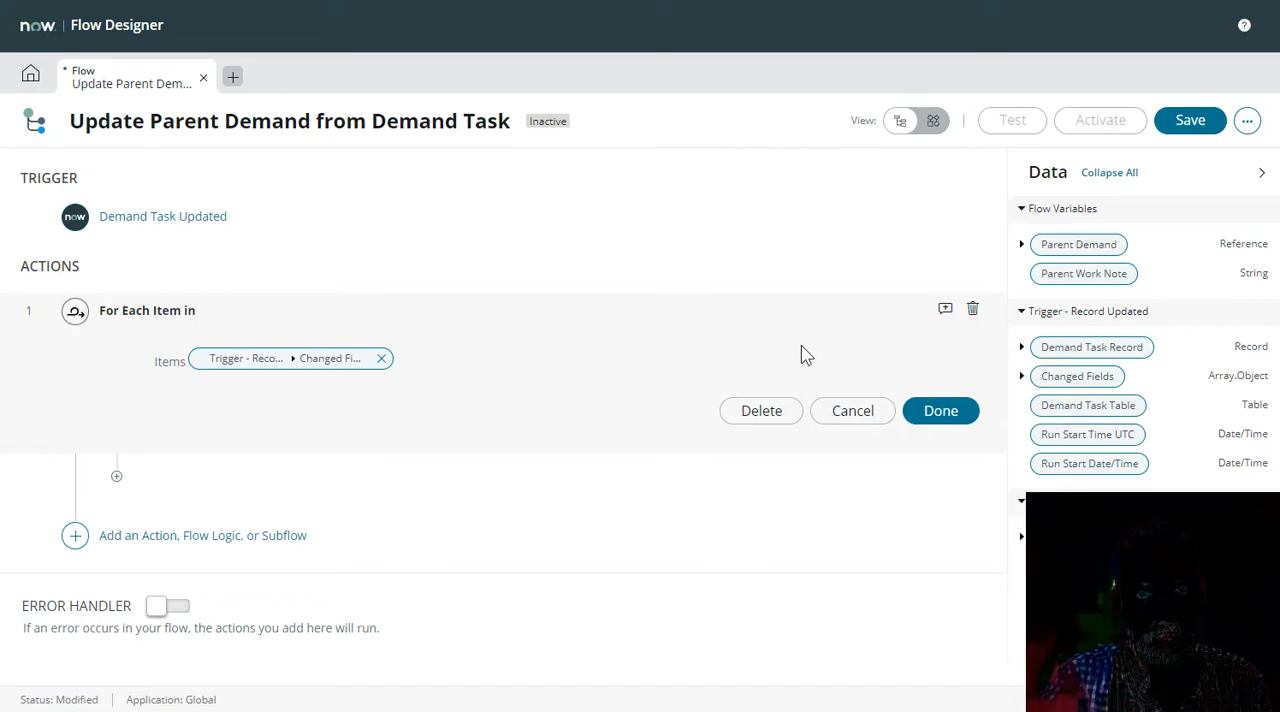 now. | Flow Designer
?
Flow
Update Parent Dem...
Update Parent Demand from Demand Task
Inactive
View:
Test
Activate
Save
...
TRIGGER
now
Demand Task Updated
ACTIONS
1
For Each Item in
Items
Trigger - Reco...
Changed Fi...
Delete
Cancel
Done
Add an Action, Flow Logic, or Subflow
ERROR HANDLER
If an error occurs in your flow, the actions you add here will run.
Status: Modified
Application: Global
Data
Collapse All
Flow Variables
Parent Demand Reference
Parent Work Note String
Trigger - Record Updated
Demand Task Record Record
Changed Fields Array.Object
Demand Task Table Table
Run Start Time UTC Date/Time
Run Start Date/Time Date/Time